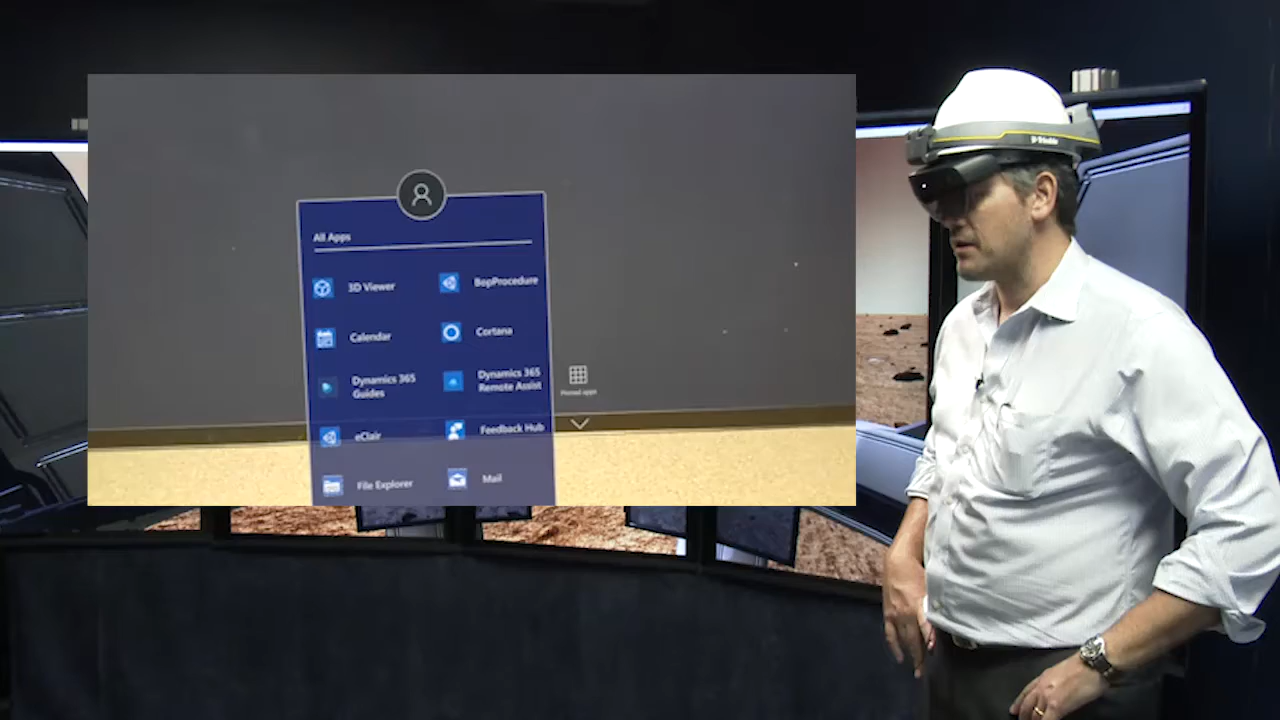 All Apps
3D Viewer
BopProcedure
Calendar
Cortana
Dynamics 365
Guides
Dynamics 365
Remote Assist
eClair
Feedback Hub
File Explorer
Mail
Pinned apps
Trimble